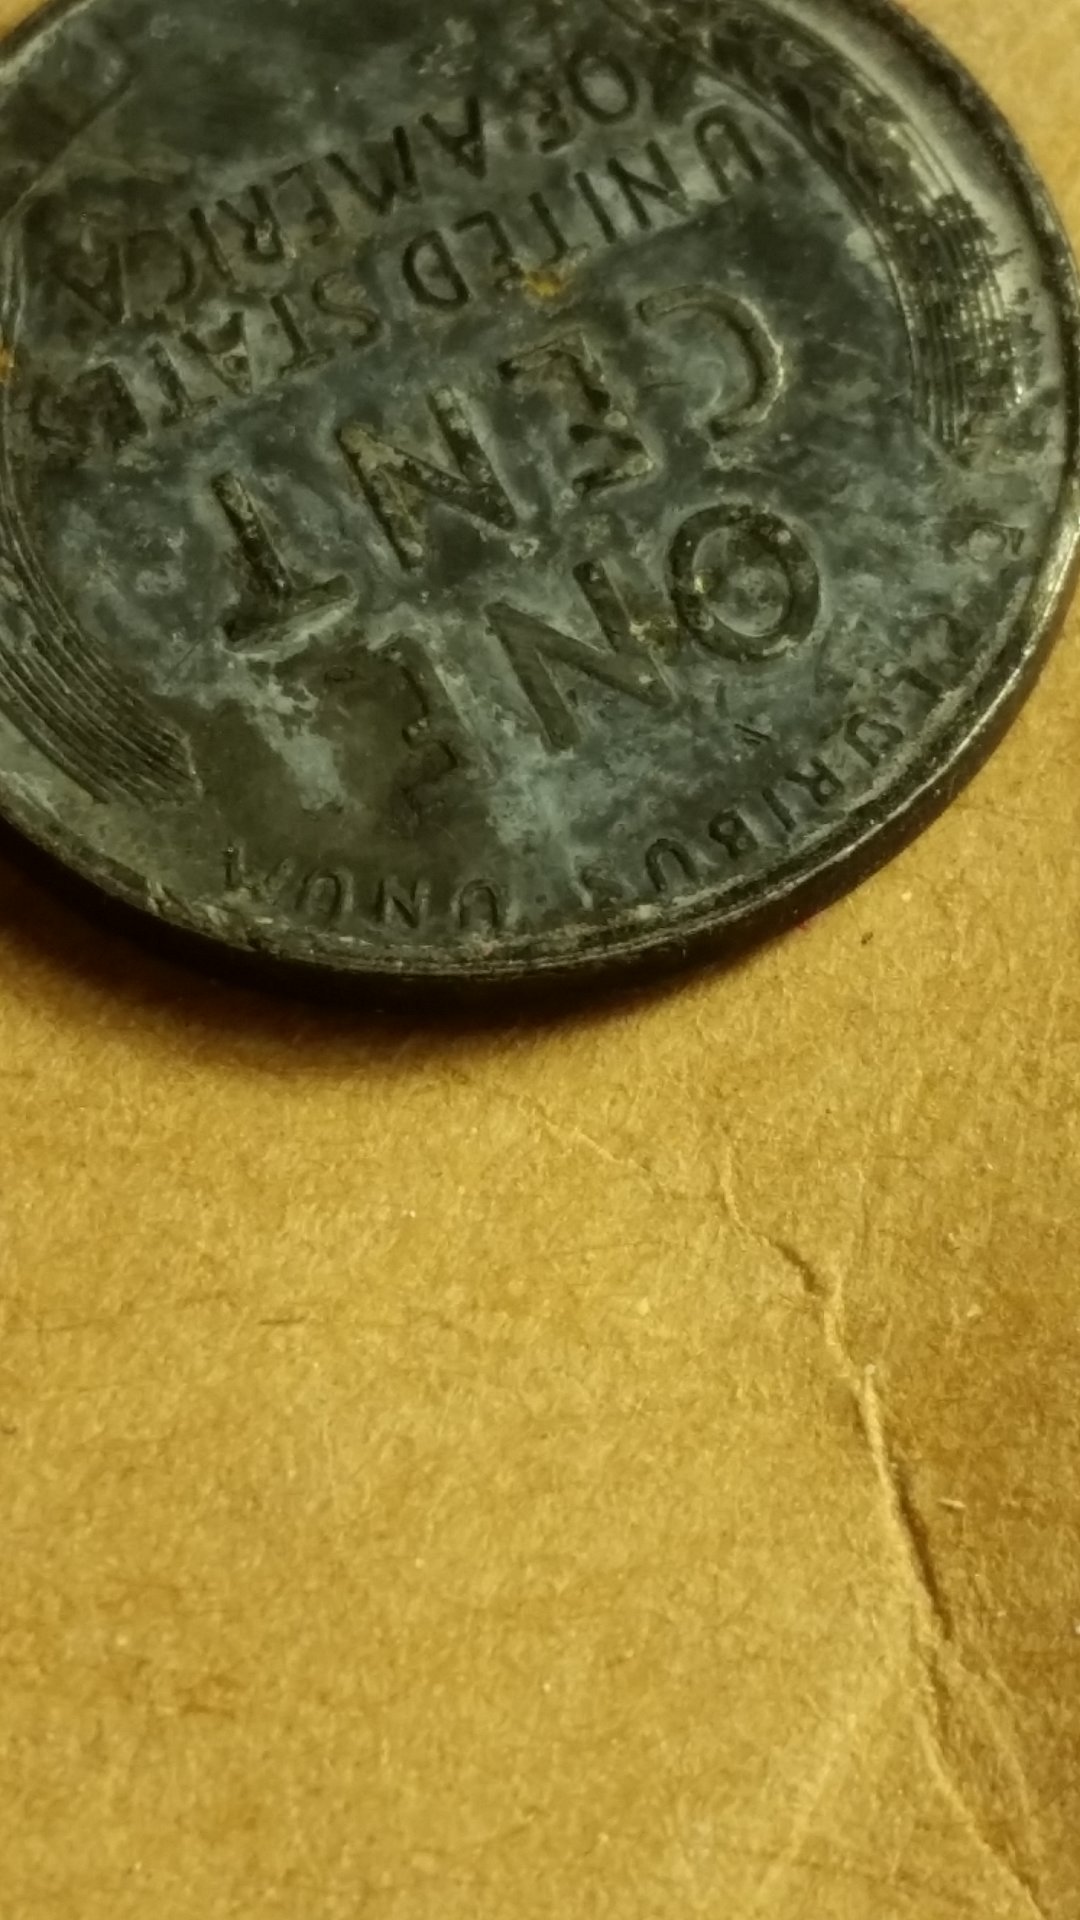 E · PLURIBUS · UNUM
ONE
CENT
UNITED STATES
OF AMERICA